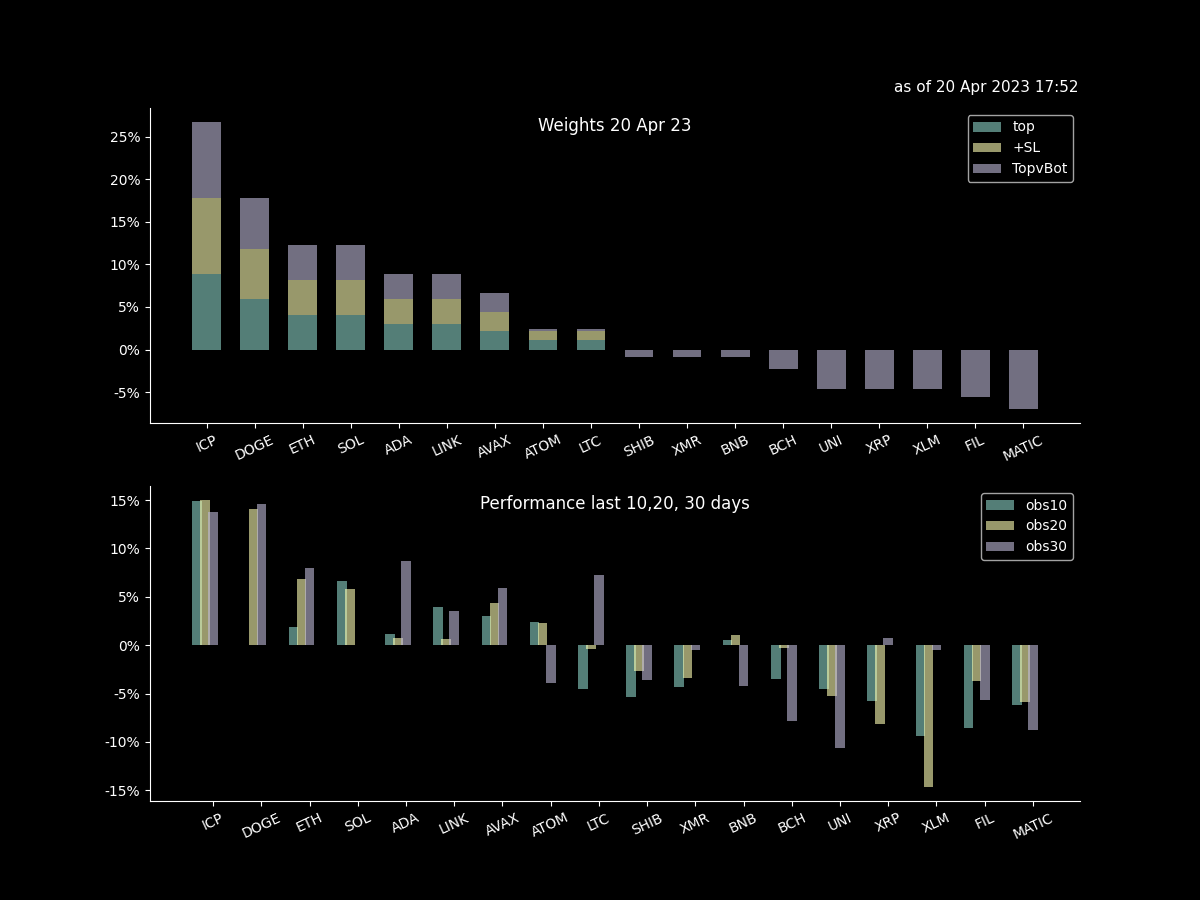 as of 20 Apr 2023 17:52
Weights 20 Apr 23
top
+SL
TopvBot
25%
20%
15%
10%
5%
0%
-5%
ICP DOGE ETH SOL ADA LINK AVAX ATOM LTC SHIB XMR BNB BCH UNI XRP XLM FIL MATIC
Performance last 10,20, 30 days
obs10
obs20
obs30
15%
10%
5%
0%
-5%
-10%
-15%
ICP DOGE ETH SOL ADA LINK AVAX ATOM LTC SHIB XMR BNB BCH UNI XRP XLM FIL MATIC